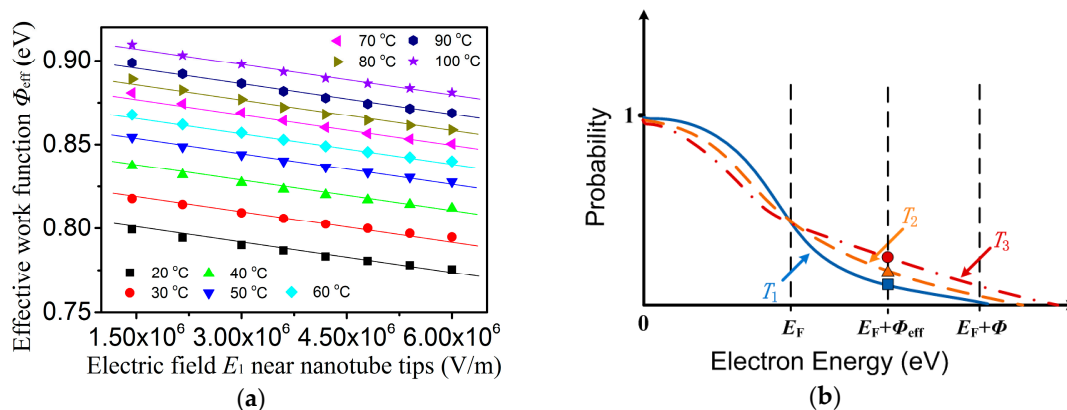 Effective work function Φeff (eV)
0.90
0.85
0.80
0.75
70 °C
90 °C
80 °C
100 °C
20 °C
40 °C
30 °C
50 °C
60 °C
1.50x10⁶
3.00x10⁶
4.50x10⁶
6.00x10⁶
Electric field E₁ near nanotube tips (V/m)
(a)
Probability
1
T₁
T₂
T₃
0
EF
EF+Φeff
EF+Φ
Electron Energy (eV)
(b)